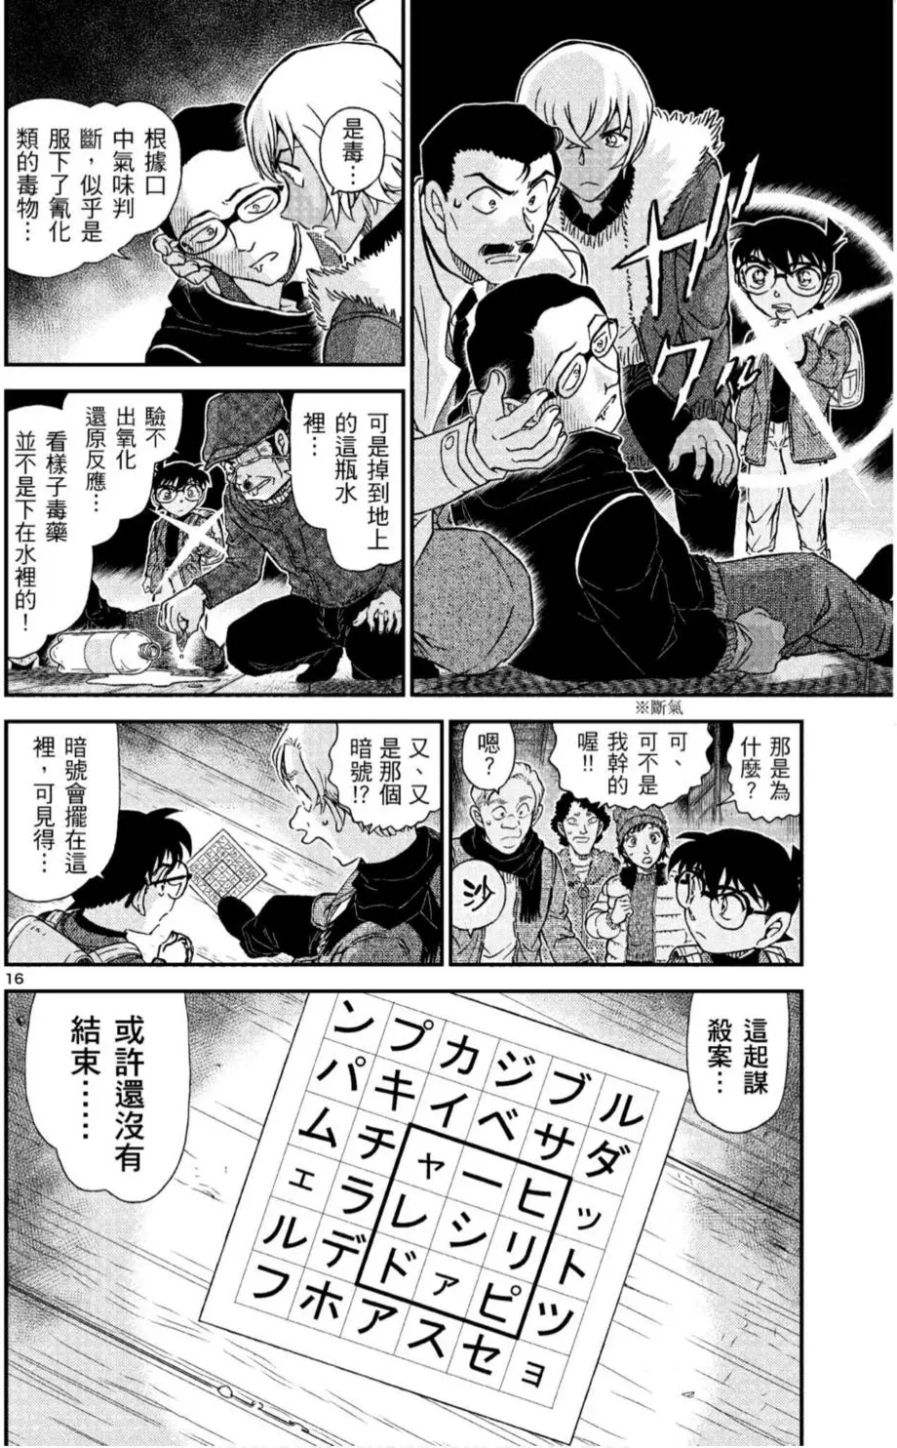 ガクッ
※斷氣
是毒…
根據口
中氣味判
斷，似乎是
服下了氰化
類的毒物…
可是掉到地上
的這瓶水
裡…
驗不
出氧化
還原反應…
看樣子毒藥
並不是下在水裡的！
那是為
什麼？
可、
可不是
我幹的
喔!!
嗯？
沙
又、又
是那個
暗號!?
暗號會擺在這
裡，可見得…
16
這起謀
殺案…
ンプカジブル
パキイベサダ
ムチャーヒッ
ェラレシリト
ルデドァピツ
フホアスセョ
或許還沒有
結束……